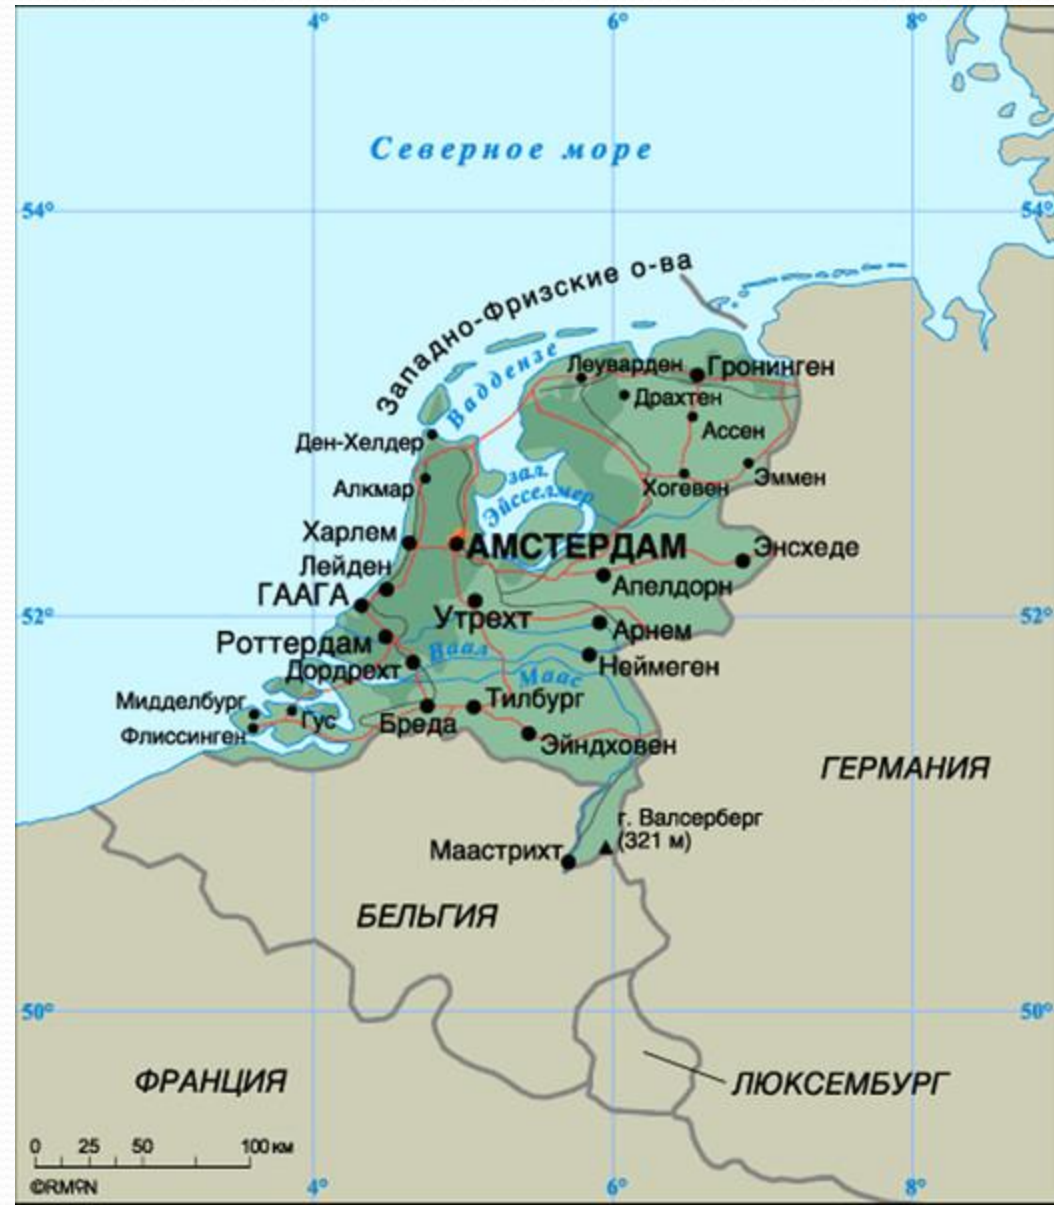 4° 6° 8°
Северное море
54° 54°
Западно-Фризские о-ва
Ваддензе
Леуварден
Гронинген
Драхтен
Ассен
Ден-Хелдер
зал.
Эйсселмер
Хогевен
Эммен
Алкмар
Харлем
АМСТЕРДАМ
Энсхеде
Лейден
Апелдорн
ГААГА
52° 52°
Утрехт
Арнем
Роттердам
Ваал
Дордрехт
Неймеген
Маас
Мидделбург
Гус
Бреда
Тилбург
Флиссинген
Эйндховен
ГЕРМАНИЯ
г. Валсерберг
(321 м)
Маастрихт
БЕЛЬГИЯ
50° 50°
ФРАНЦИЯ
ЛЮКСЕМБУРГ
0 25 50 100 км
©RMCN
4° 6° 8°